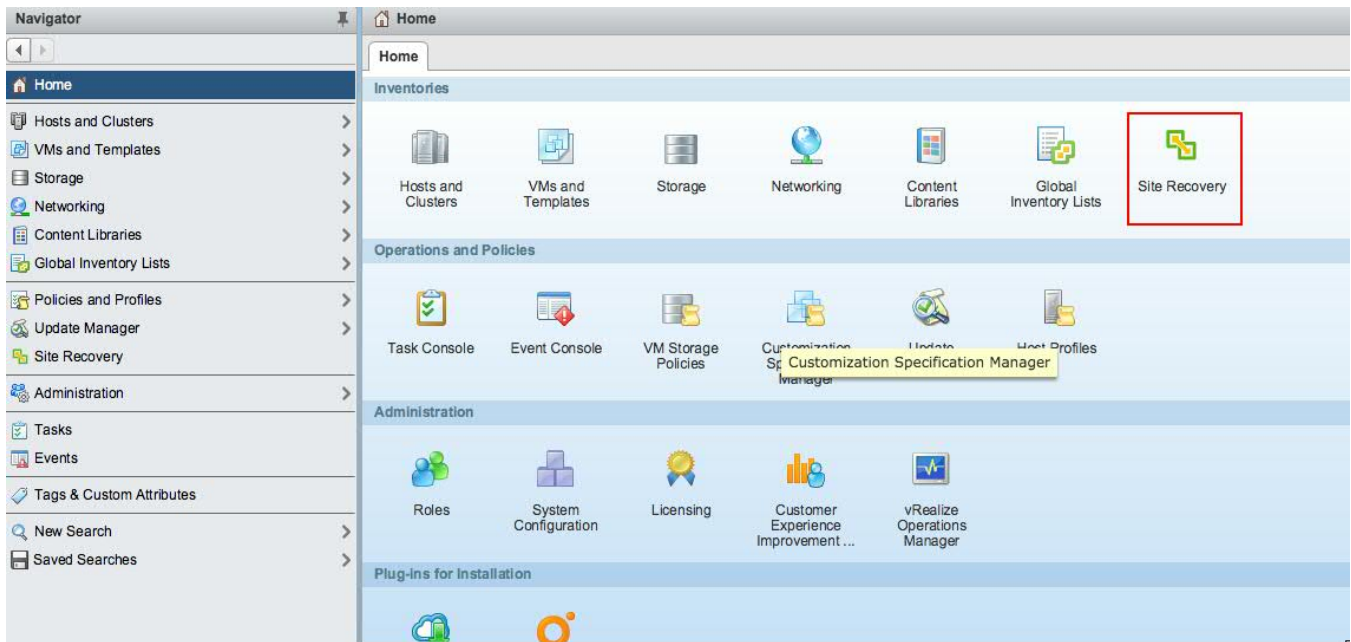 Navigator
Home
Home
Home
Inventories
Hosts and Clusters
VMs and Templates
Storage
Networking
Content Libraries
Global Inventory Lists
Policies and Profiles
Update Manager
Site Recovery
Administration
Tasks
Events
Tags & Custom Attributes
New Search
Saved Searches
Hosts and
Clusters
VMs and
Templates
Storage
Networking
Content
Libraries
Global
Inventory Lists
Site Recovery
Operations and Policies
Task Console
Event Console
VM Storage
Policies
Customization
Manager
Customization Specification Manager
Update
Host Profiles
Administration
Roles
System
Configuration
Licensing
Customer
Experience
Improvement ...
vRealize
Operations
Manager
Plug-ins for Installation